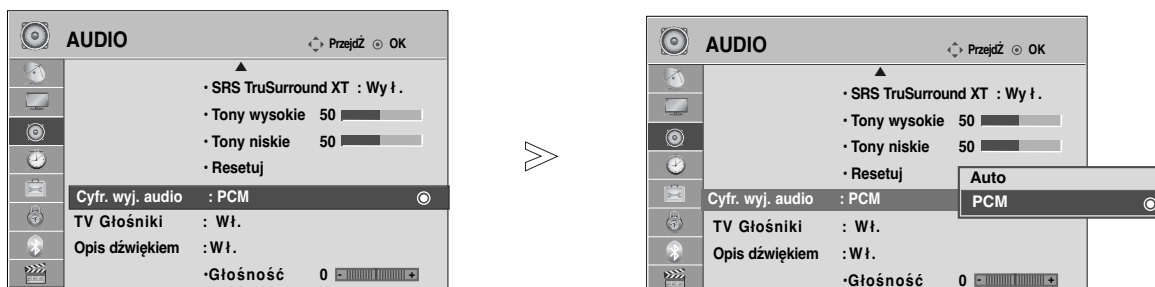 AUDIO
PrzejdŹ OK
• SRS TruSurround XT : Wy ł .
• Tony wysokie 50
• Tony niskie 50
• Resetuj
Cyfr. wyj. audio : PCM
TV Głośniki : Wł.
Opis dźwiękiem : Wł.
•Głośność 0 - +
>
AUDIO
PrzejdŹ OK
• SRS TruSurround XT : Wy ł .
• Tony wysokie 50
• Tony niskie 50
• Resetuj
Cyfr. wyj. audio : PCM
Auto
PCM
TV Głośniki : Wł.
Opis dźwiękiem : Wł.
•Głośność 0 - +